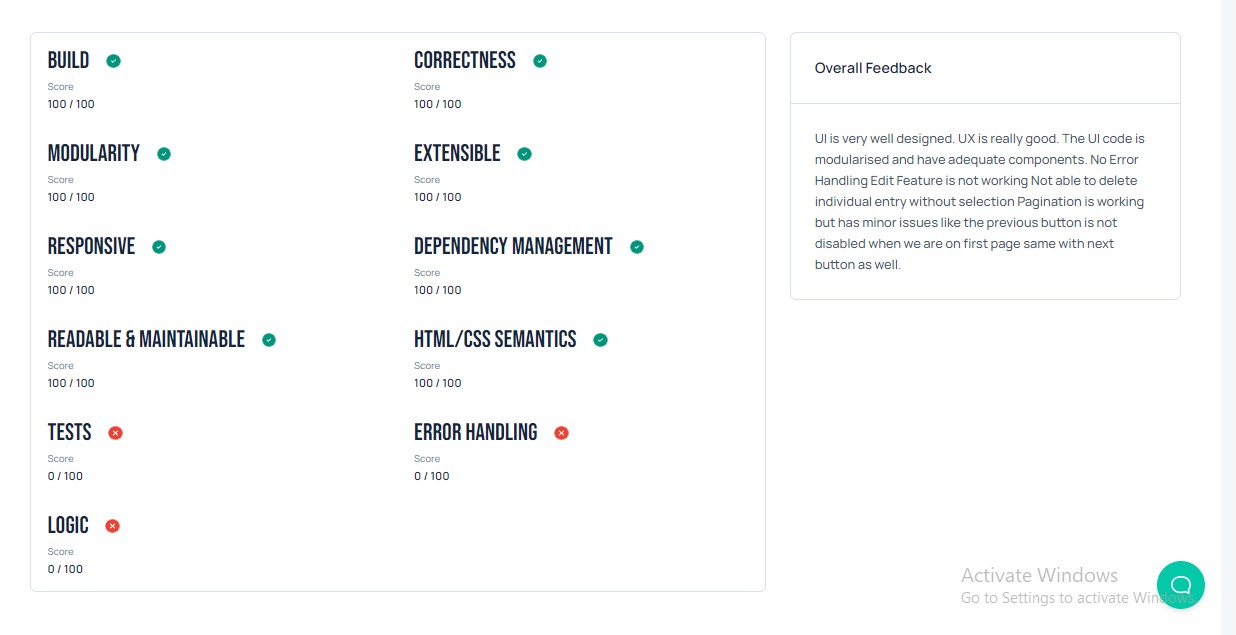 BUILD
Score
100 / 100
CORRECTNESS
Score
100 / 100
MODULARITY
Score
100 / 100
EXTENSIBLE
Score
100 / 100
RESPONSIVE
Score
100 / 100
DEPENDENCY MANAGEMENT
Score
100 / 100
READABLE & MAINTAINABLE
Score
100 / 100
HTML/CSS SEMANTICS
Score
100 / 100
TESTS
Score
0 / 100
ERROR HANDLING
Score
0 / 100
LOGIC
Score
0 / 100
Overall Feedback
UI is very well designed. UX is really good. The UI code is
modularised and have adequate components. No Error
Handling Edit Feature is not working Not able to delete
individual entry without selection Pagination is working
but has minor issues like the previous button is not
disabled when we are on first page same with next
button as well.
Activate Windows
Go to Settings to activate Windows.